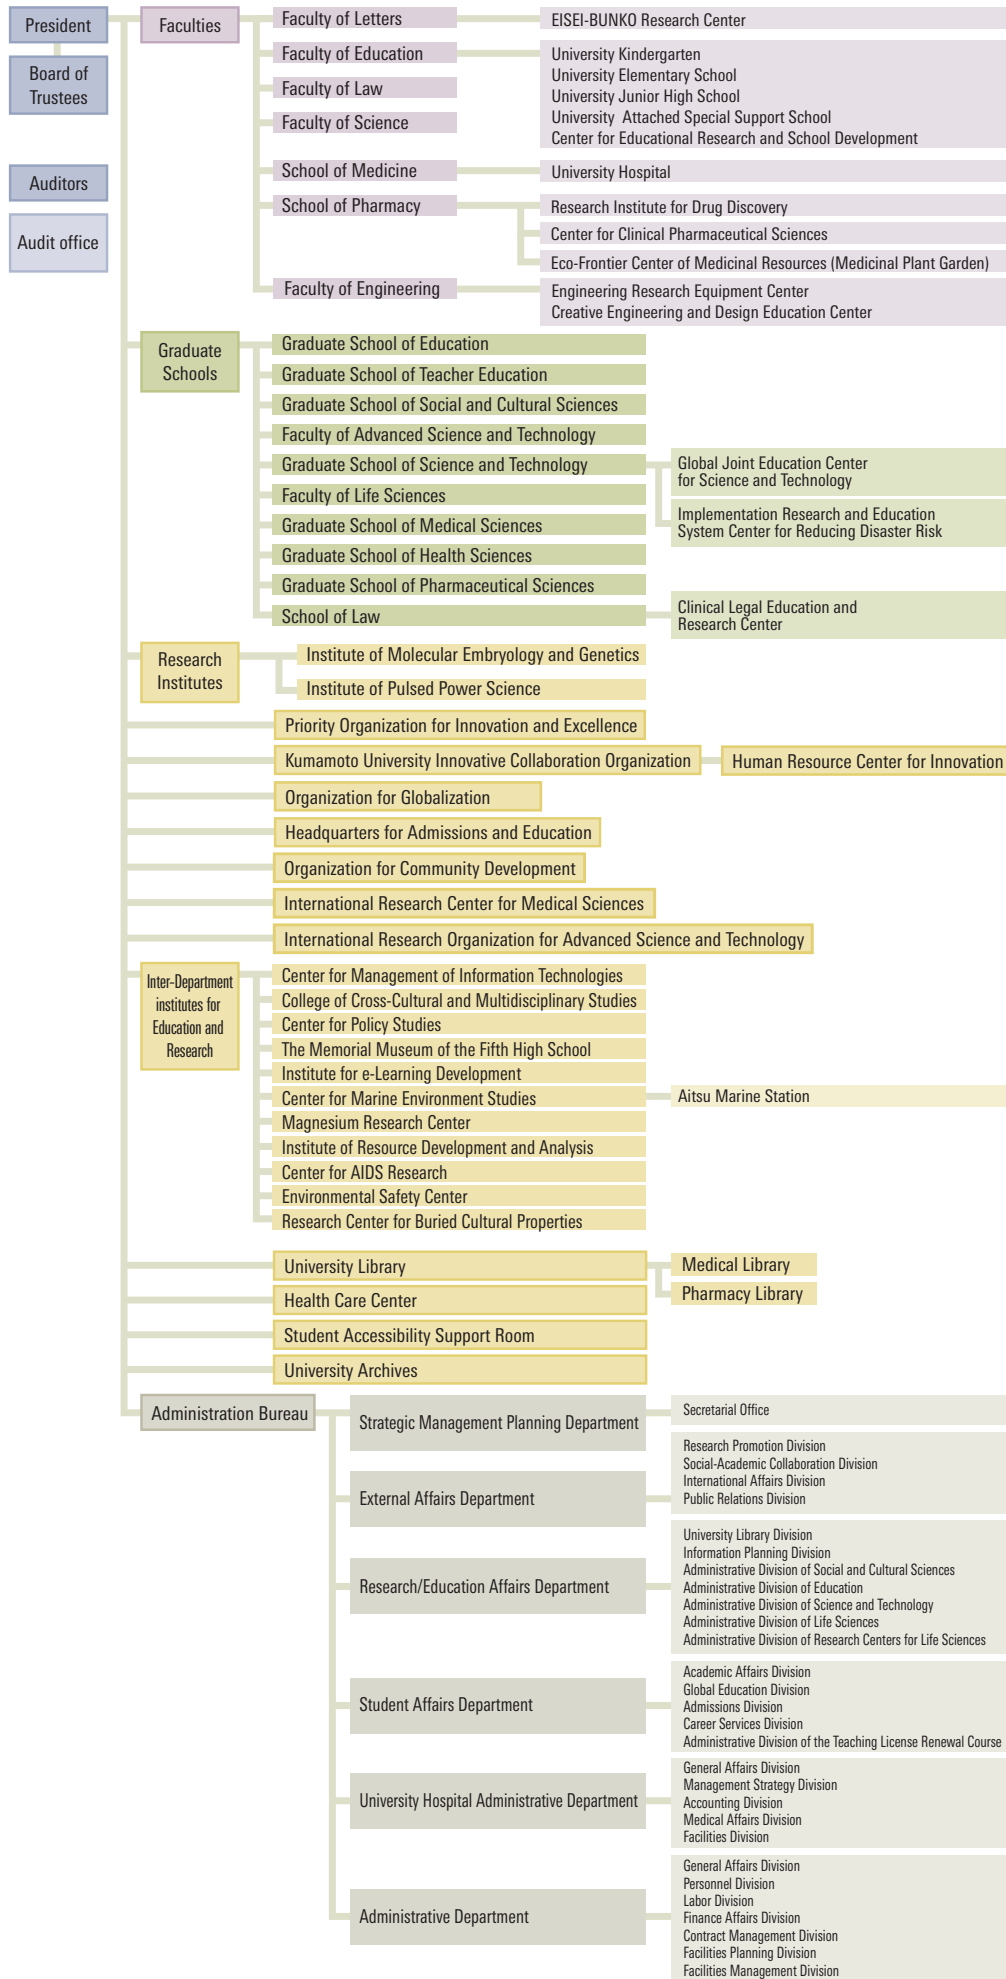 President
Board of
Trustees
Auditors
Audit office
Faculties
Faculty of Letters
EISEI-BUNKO Research Center
Faculty of Education
University Kindergarten
University Elementary School
University Junior High School
University Attached Special Support School
Center for Educational Research and School Development
Faculty of Law
Faculty of Science
School of Medicine
University Hospital
School of Pharmacy
Research Institute for Drug Discovery
Center for Clinical Pharmaceutical Sciences
Eco-Frontier Center of Medicinal Resources (Medicinal Plant Garden)
Faculty of Engineering
Engineering Research Equipment Center
Creative Engineering and Design Education Center
Graduate
Schools
Graduate School of Education
Graduate School of Teacher Education
Graduate School of Social and Cultural Sciences
Faculty of Advanced Science and Technology
Graduate School of Science and Technology
Global Joint Education Center
for Science and Technology
Implementation Research and Education
System Center for Reducing Disaster Risk
Faculty of Life Sciences
Graduate School of Medical Sciences
Graduate School of Health Sciences
Graduate School of Pharmaceutical Sciences
School of Law
Clinical Legal Education and
Research Center
Research
Institutes
Institute of Molecular Embryology and Genetics
Institute of Pulsed Power Science
Priority Organization for Innovation and Excellence
Kumamoto University Innovative Collaboration Organization
Human Resource Center for Innovation
Organization for Globalization
Headquarters for Admissions and Education
Organization for Community Development
International Research Center for Medical Sciences
International Research Organization for Advanced Science and Technology
Inter-Department
institutes for
Education and
Research
Center for Management of Information Technologies
College of Cross-Cultural and Multidisciplinary Studies
Center for Policy Studies
The Memorial Museum of the Fifth High School
Institute for e-Learning Development
Center for Marine Environment Studies
Aitsu Marine Station
Magnesium Research Center
Institute of Resource Development and Analysis
Center for AIDS Research
Environmental Safety Center
Research Center for Buried Cultural Properties
University Library
Medical Library
Pharmacy Library
Health Care Center
Student Accessibility Support Room
University Archives
Administration Bureau
Strategic Management Planning Department
Secretarial Office
External Affairs Department
Research Promotion Division
Social-Academic Collaboration Division
International Affairs Division
Public Relations Division
Research/Education Affairs Department
University Library Division
Information Planning Division
Administrative Division of Social and Cultural Sciences
Administrative Division of Education
Administrative Division of Science and Technology
Administrative Division of Life Sciences
Administrative Division of Research Centers for Life Sciences
Student Affairs Department
Academic Affairs Division
Global Education Division
Admissions Division
Career Services Division
Administrative Division of the Teaching License Renewal Course
University Hospital Administrative Department
General Affairs Division
Management Strategy Division
Accounting Division
Medical Affairs Division
Facilities Division
Administrative Department
General Affairs Division
Personnel Division
Labor Division
Finance Affairs Division
Contract Management Division
Facilities Planning Division
Facilities Management Division